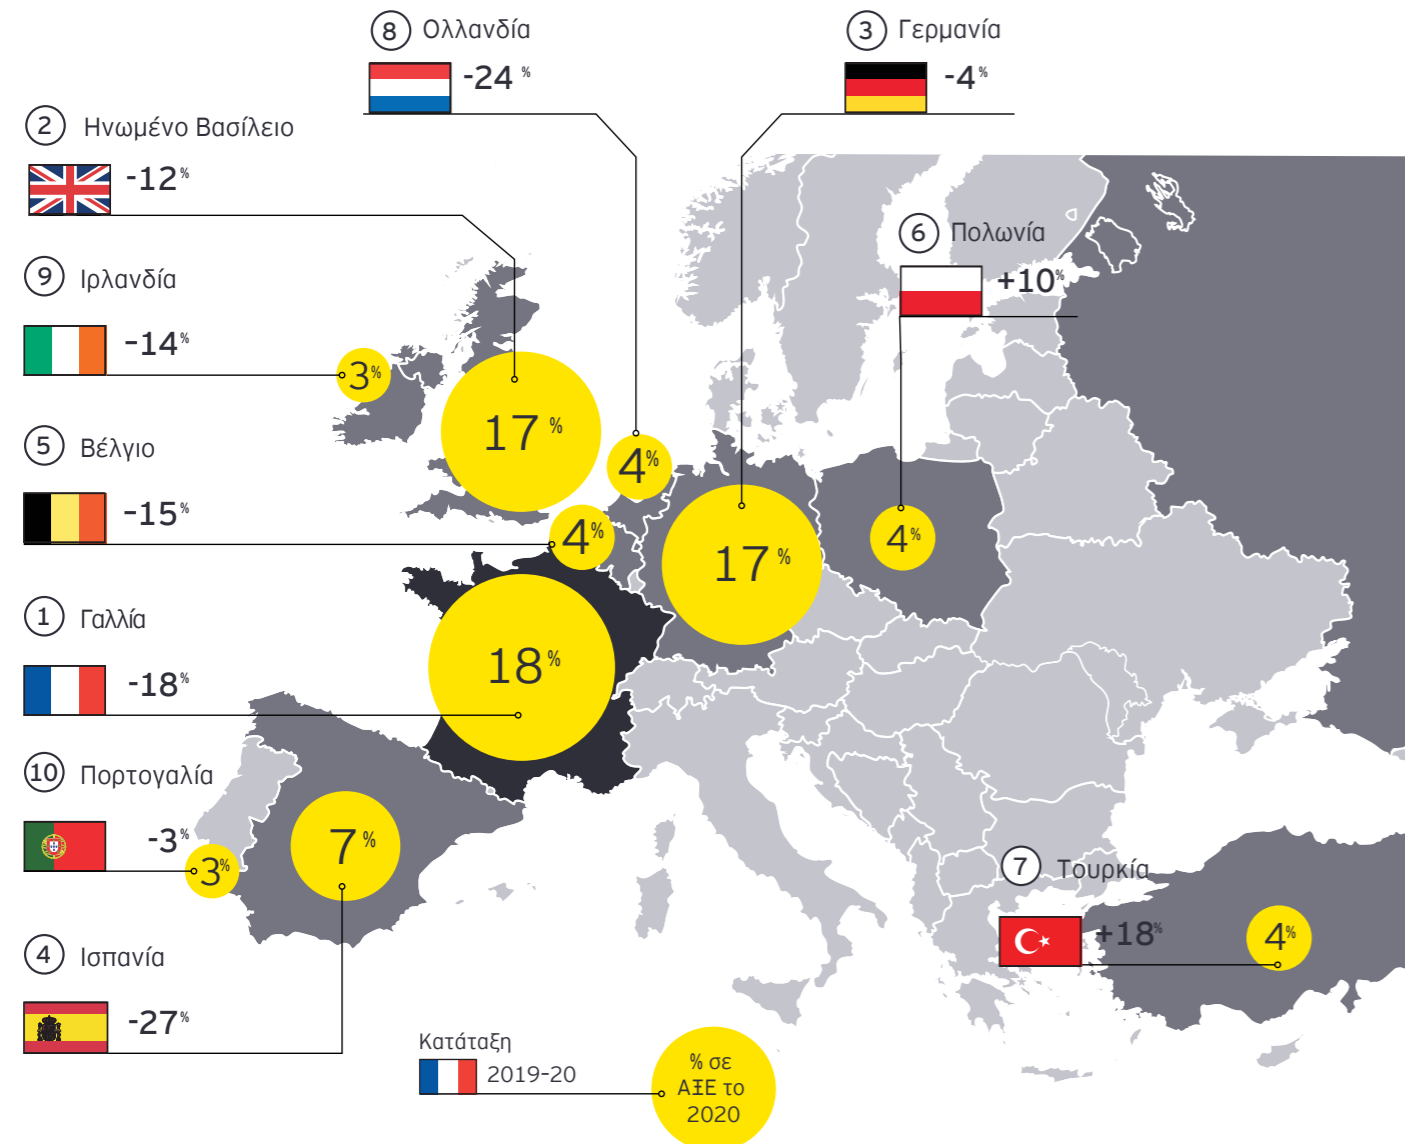 8 Ολλανδία
-24 %
3 Γερμανία
-4 %
2 Ηνωμένο Βασίλειο
-12%
6 Πολωνία
+10%
9 Ιρλανδία
-14%
3%
17 %
5 Βέλγιο
-15%
4%
4%
17 %
4%
1 Γαλλία
-18%
18 %
10 Πορτογαλία
-3%
3%
7 %
7 Τουρκία
+18%
4%
4 Ισπανία
-27%
Κατάταξη
2019-20
% σε
ΑΞΕ το
2020